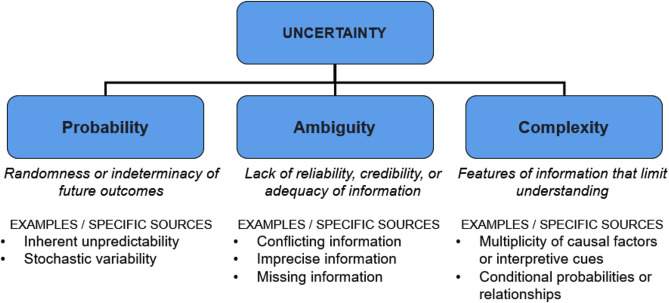 UNCERTAINTY
Probability
Randomness or indeterminacy of
future outcomes
EXAMPLES / SPECIFIC SOURCES
• Inherent unpredictability
• Stochastic variability
Ambiguity
Lack of reliability, credibility, or
adequacy of information
EXAMPLES / SPECIFIC SOURCES
• Conflicting information
• Imprecise information
• Missing information
Complexity
Features of information that limit
understanding
EXAMPLES / SPECIFIC SOURCES
• Multiplicity of causal factors
or interpretive cues
• Conditional probabilities or
relationships